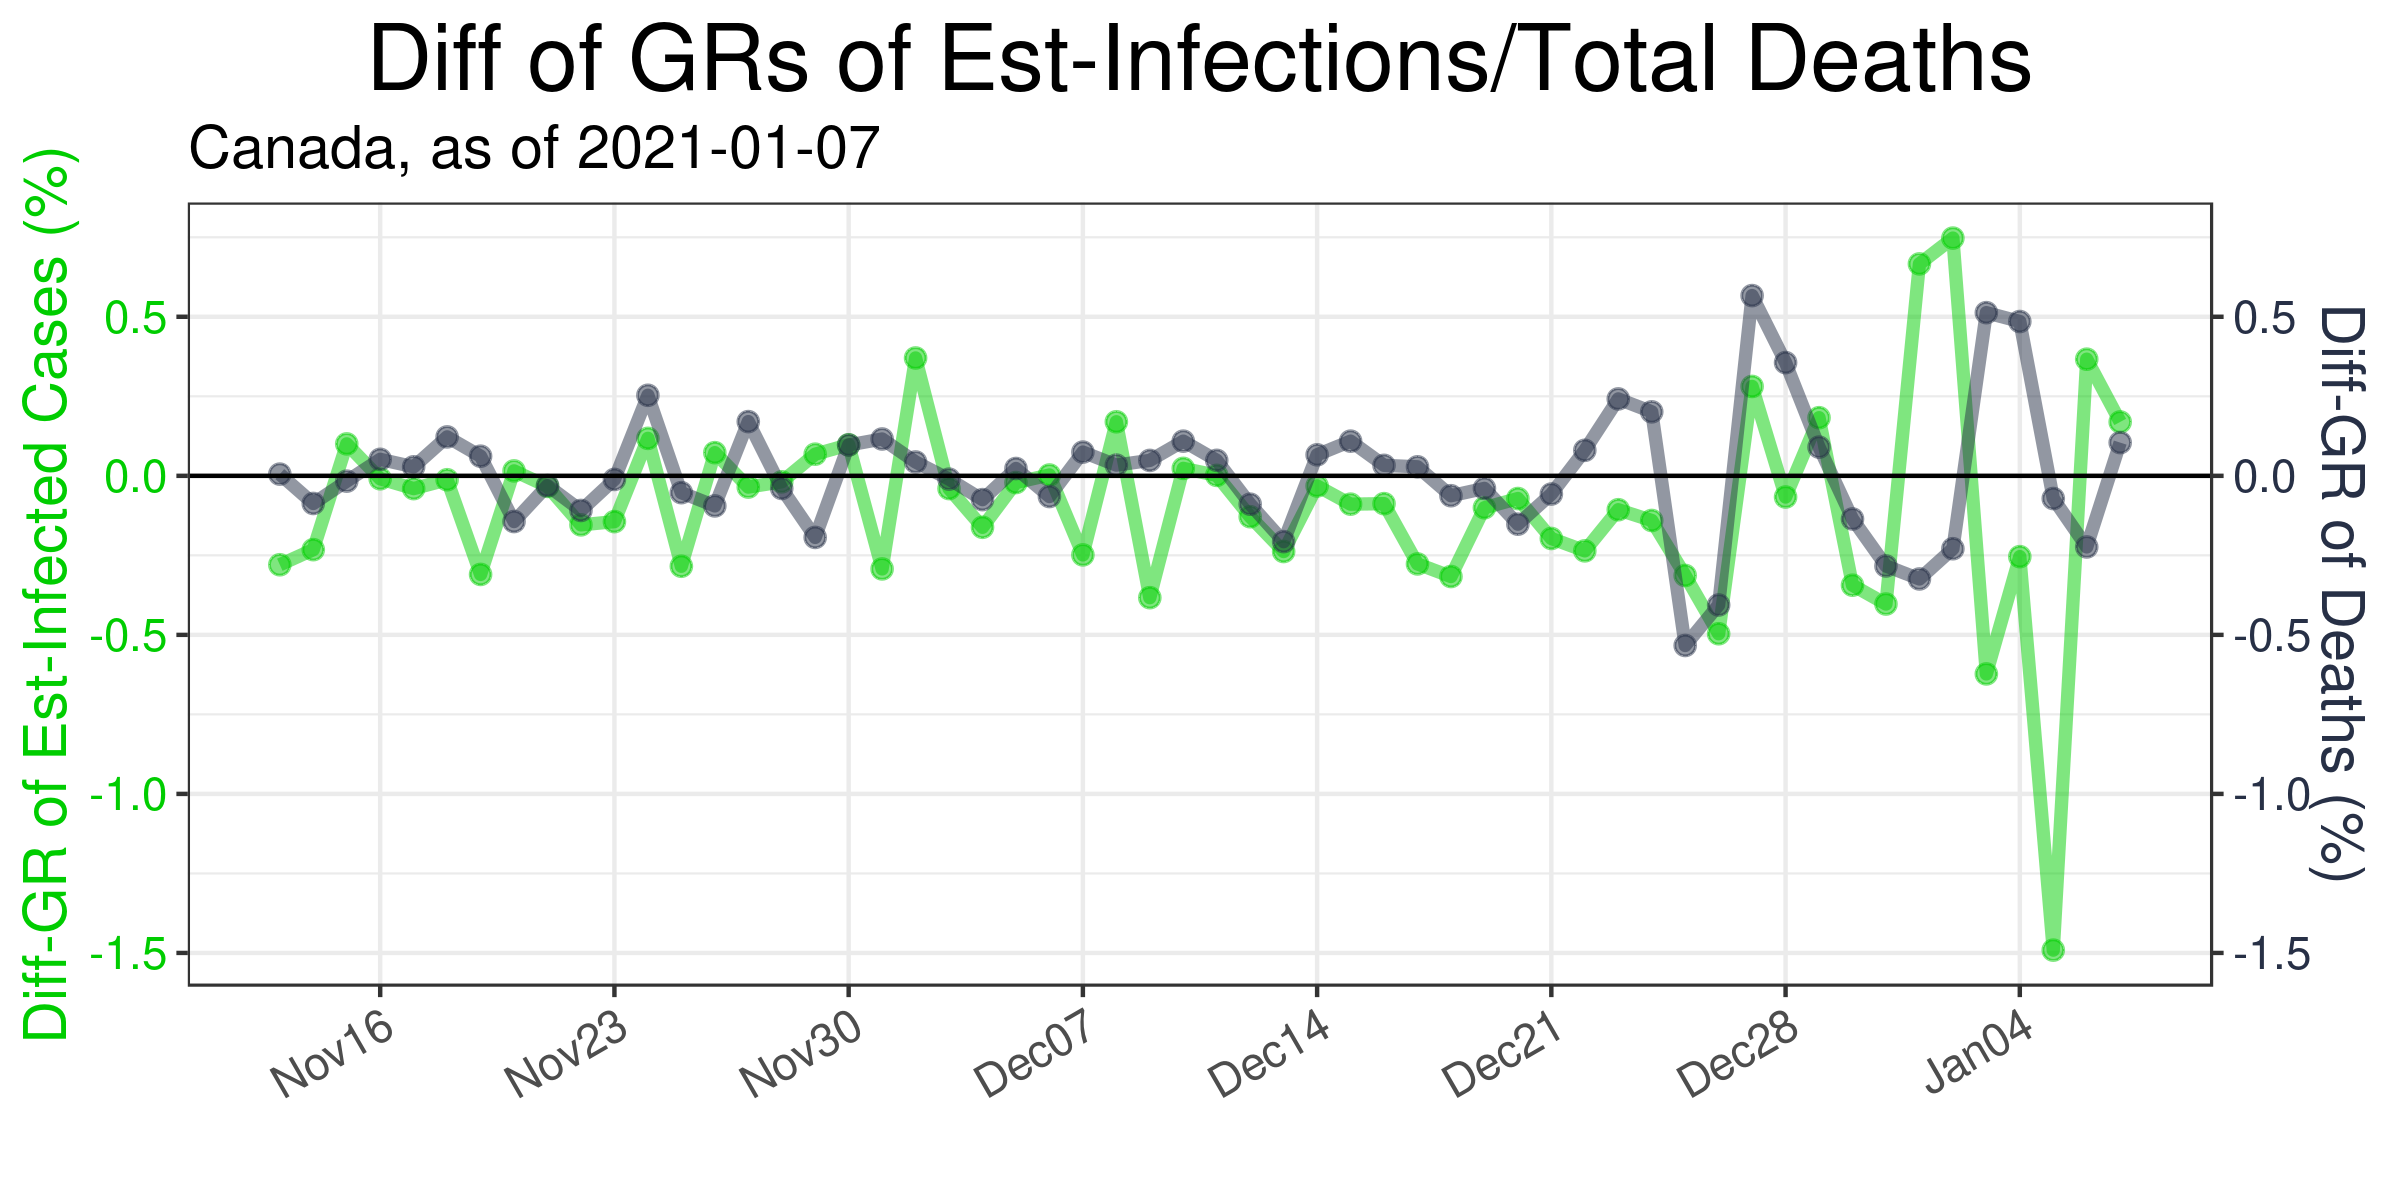 Diff of GRs of Est-Infections/Total Deaths
Canada, as of 2021-01-07
Diff-GR of Est-Infected Cases (%)
0.5
0.0
-0.5
-1.0
-1.5
0.5
0.0
-0.5
-1.0
-1.5
Diff-GR of Deaths (%)
Nov16
Nov23
Nov30
Dec07
Dec14
Dec21
Dec28
Jan04